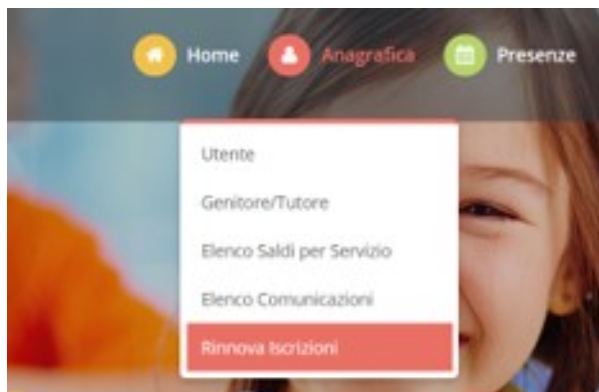 Home Anagrafica Presenze
Utente
Genitore/Tutore
Elenco Saldi per Servizio
Elenco Comunicazioni
Rinnova Iscrizioni